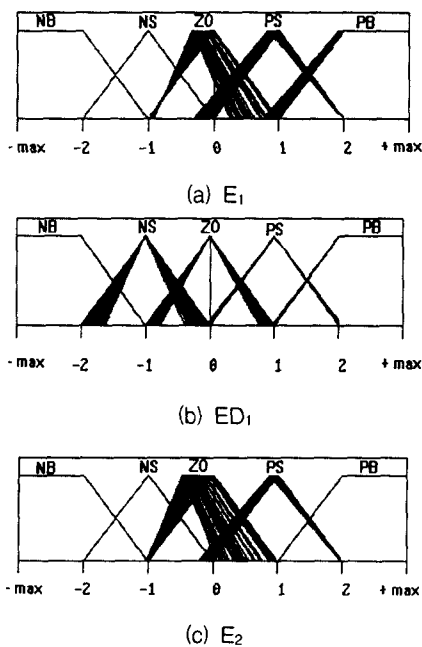 NB NS ZO PS PB
- max -2 -1 0 1 2 + max
(a) E₁
NB NS ZO PS PB
- max -2 -1 0 1 2 + max
(b) ED₁
NB NS ZO PS PB
- max -2 -1 0 1 2 + max
(c) E₂